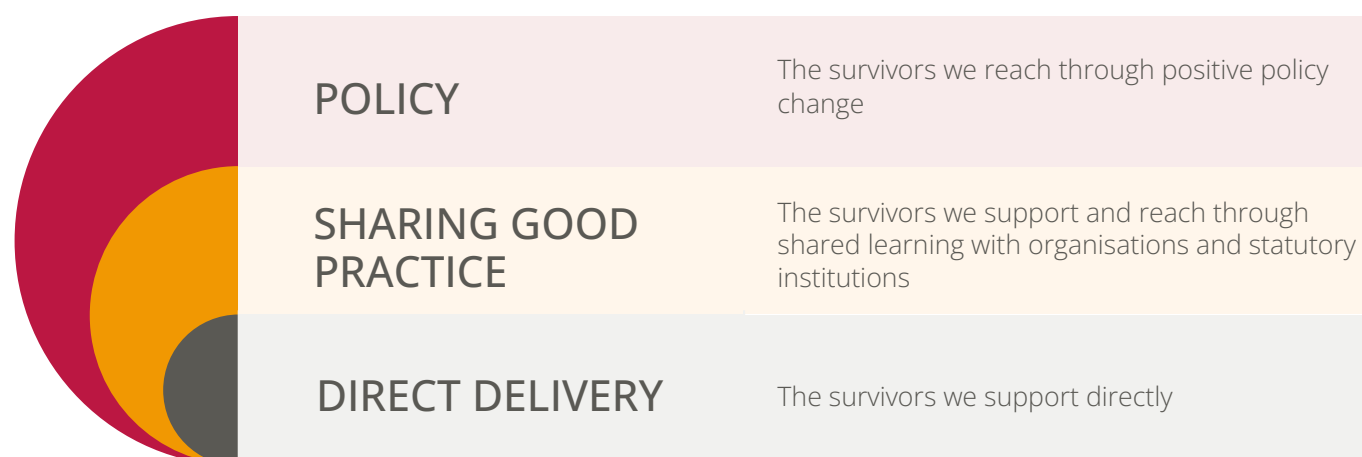 POLICY
The survivors we reach through positive policy
change
SHARING GOOD
PRACTICE
The survivors we support and reach through
shared learning with organisations and statutory
institutions
DIRECT DELIVERY
The survivors we support directly